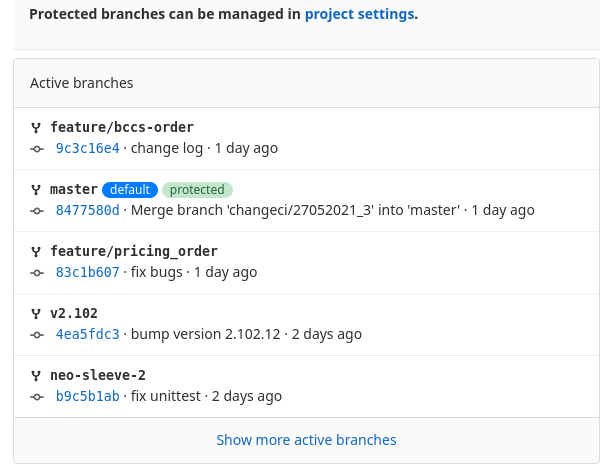 Protected branches can be managed in project settings.
Active branches
feature/bccs-order
9c3c16e4 · change log · 1 day ago
master default protected
8477580d · Merge branch 'changeci/27052021_3' into 'master' · 1 day ago
feature/pricing_order
83c1b607 · fix bugs · 1 day ago
v2.102
4ea5fdc3 · bump version 2.102.12 · 2 days ago
neo-sleeve-2
b9c5b1ab · fix unittest · 2 days ago
Show more active branches